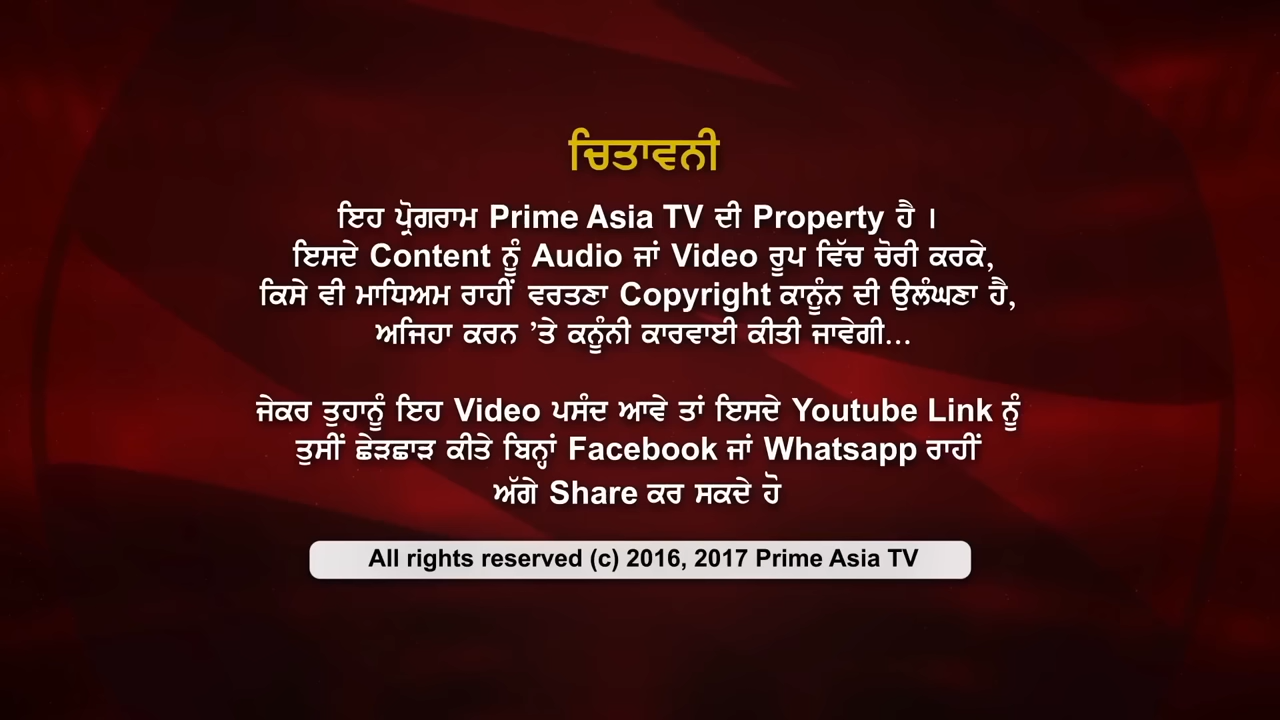 ਚਿਤਾਵਨੀ
ਇਹ ਪ੍ਰੋਗਰਾਮ Prime Asia TV ਦੀ Property ਹੈ ।
ਇਸਦੇ Content ਨੂੰ Audio ਜਾਂ Video ਰੂਪ ਵਿੱਚ ਚੋਰੀ ਕਰਕੇ,
ਕਿਸੇ ਵੀ ਮਾਧਿਅਮ ਰਾਹੀਂ ਵਰਤਣਾ Copyright ਕਾਨੂੰਨ ਦੀ ਉਲੰਘਣਾ ਹੈ,
ਅਜਿਹਾ ਕਰਨ ’ਤੇ ਕਨੂੰਨੀ ਕਾਰਵਾਈ ਕੀਤੀ ਜਾਵੇਗੀ...
ਜੇਕਰ ਤੁਹਾਨੂੰ ਇਹ Video ਪਸੰਦ ਆਵੇ ਤਾਂ ਇਸਦੇ Youtube Link ਨੂੰ
ਤੁਸੀਂ ਛੇੜਛਾੜ ਕੀਤੇ ਬਿਨ੍ਹਾਂ Facebook ਜਾਂ Whatsapp ਰਾਹੀਂ
ਅੱਗੇ Share ਕਰ ਸਕਦੇ ਹੋ
All rights reserved (c) 2016, 2017 Prime Asia TV